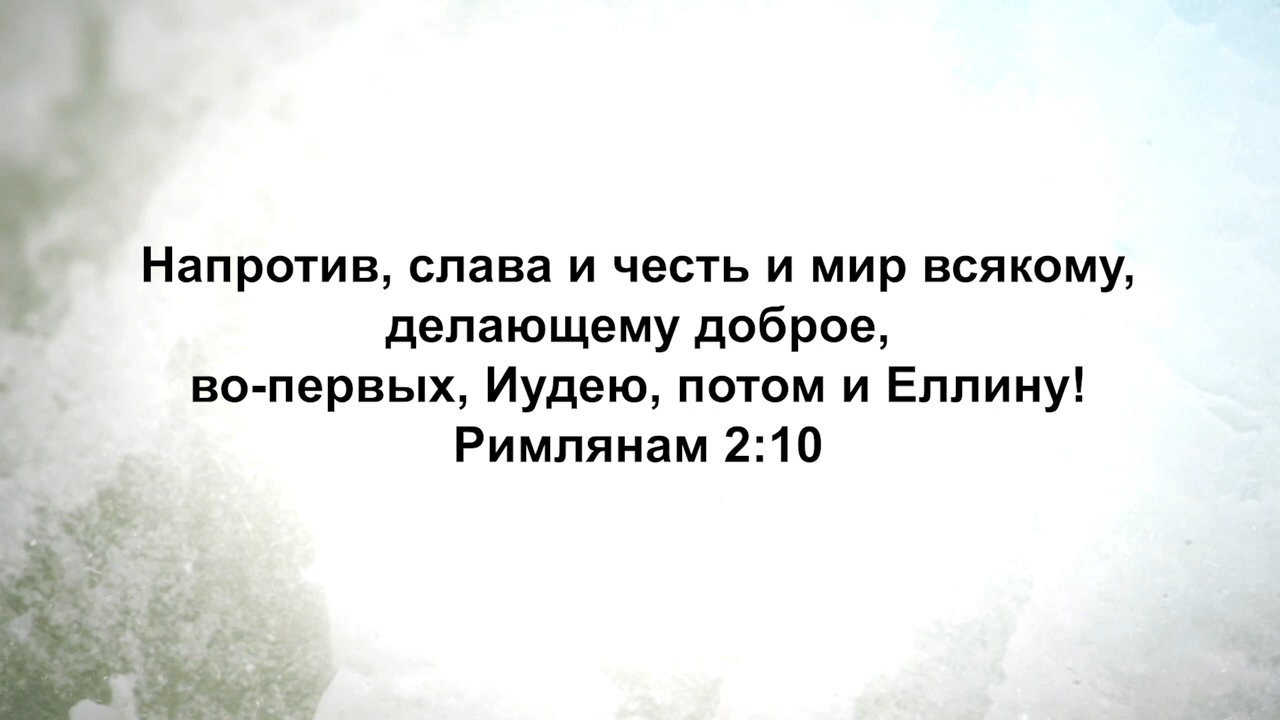 Напротив, слава и честь и мир всякому,
делающему доброе,
во-первых, Иудею, потом и Еллину!
Римлянам 2:10